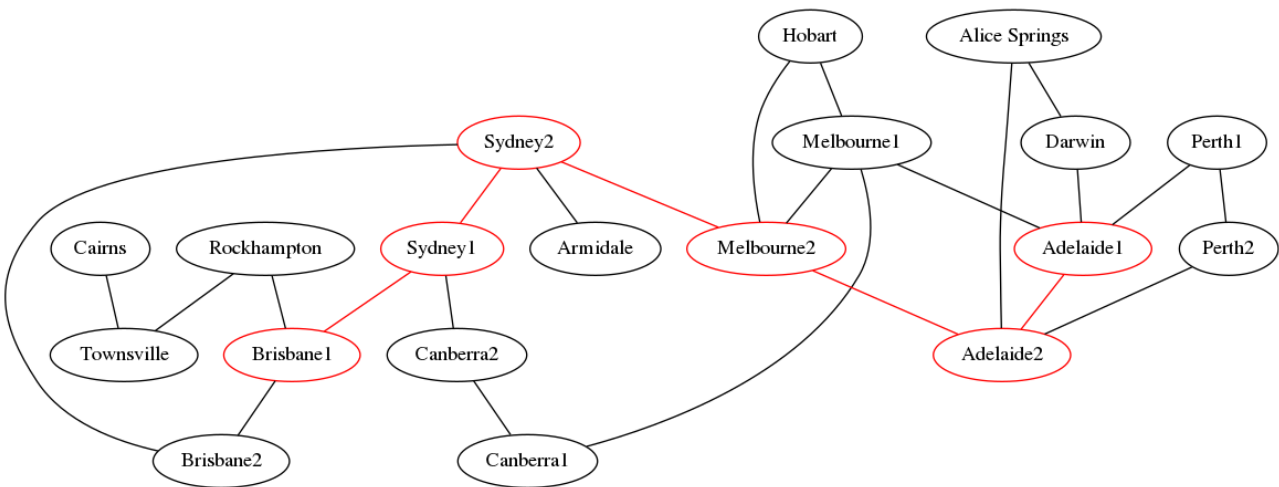 Hobart
Alice Springs
Sydney2
Melbourne1
Darwin
Perth1
Cairns
Rockhampton
Sydney1
Armidale
Melbourne2
Adelaide1
Perth2
Townsville
Brisbane1
Canberra2
Adelaide2
Brisbane2
Canberra1